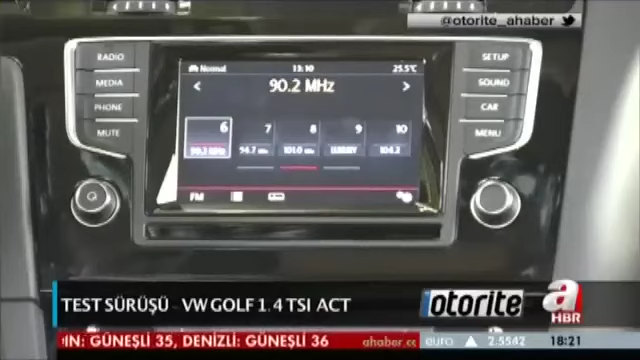 @otorite_ahaber
RADIO
MEDIA
PHONE
MUTE
SETUP
SOUND
CAR
MENU
Normal 13:10 25.5°C
< 90.2 MHz >
6 7 8 9 10
90.2 MHz 101.0 104.2
FM
TEST SÜRÜŞÜ - VW GOLF 1.4 TSI ACT
otorite
a
HBR
IN: GÜNEŞLİ 35, DENİZLİ: GÜNEŞLİ 36
ahaber.cc
euro ▲ 2.5542 18:21